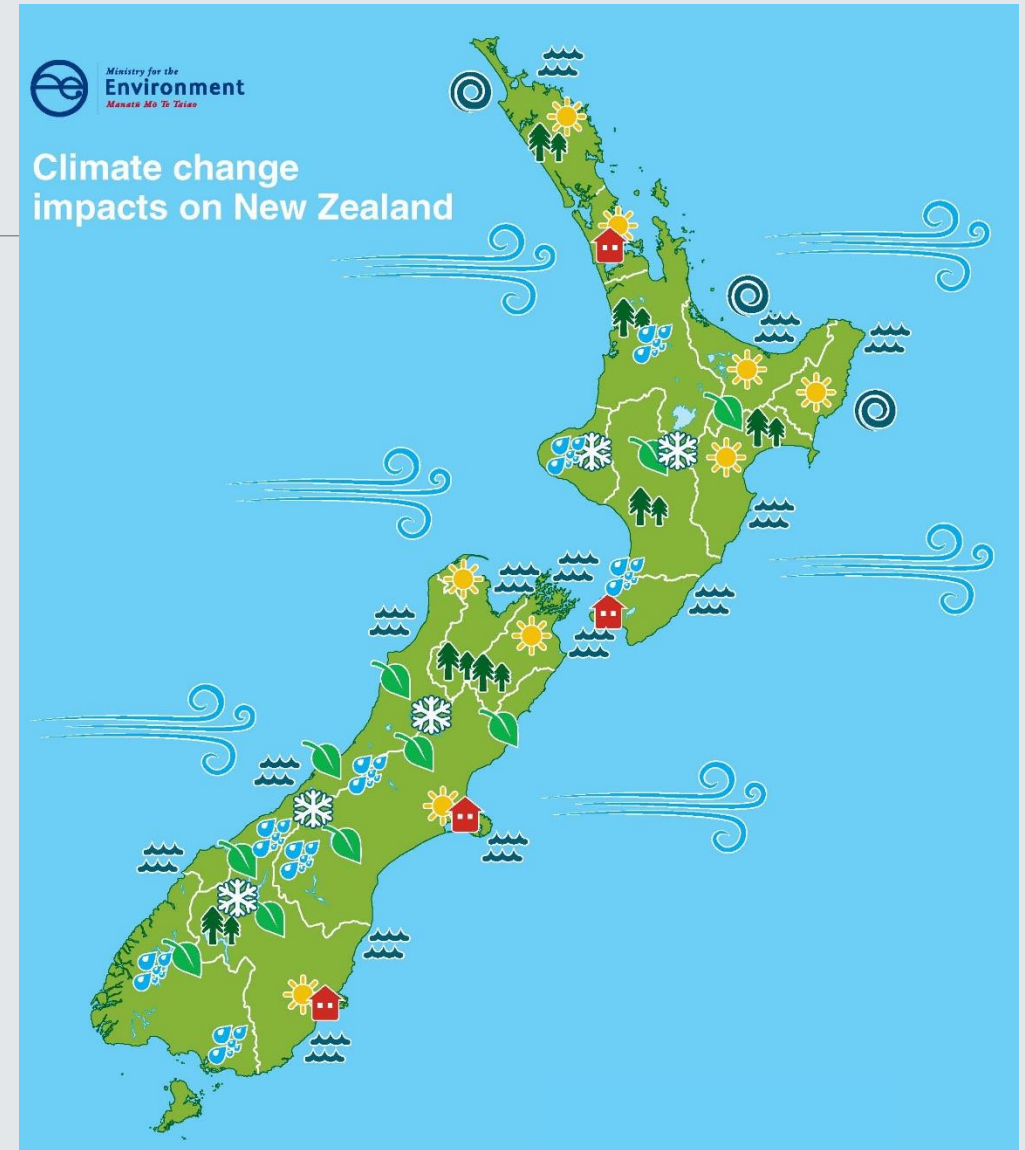 Ministry for the
Environment
Manatū Mō Te Taiao
Climate change
impacts on New Zealand